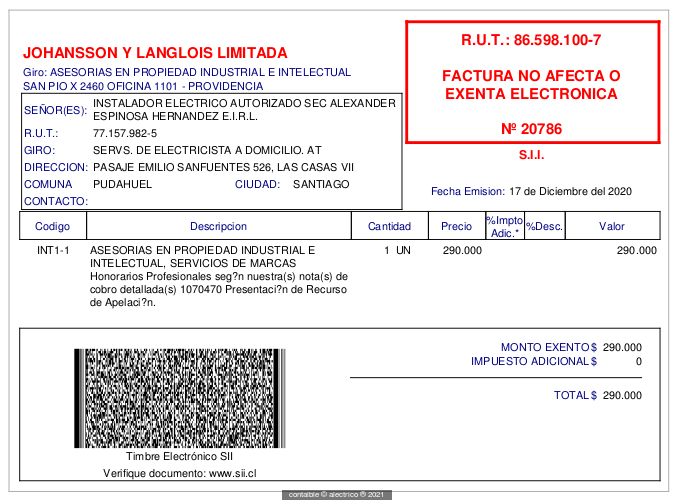 JOHANSSON Y LANGLOIS LIMITADA
Giro: ASESORIAS EN PROPIEDAD INDUSTRIAL E INTELECTUAL
SAN PIO X 2460 OFICINA 1101 - PROVIDENCIA
R.U.T.: 86.598.100-7
FACTURA NO AFECTA O
EXENTA ELECTRONICA
Nº 20786
S.I.I.
Fecha Emision: 17 de Diciembre del 2020
SEÑOR(ES): INSTALADOR ELECTRICO AUTORIZADO SEC ALEXANDER
ESPINOSA HERNANDEZ E.I.R.L.
R.U.T.: 77.157.982-5
GIRO: SERVS. DE ELECTRICISTA A DOMICILIO. AT
DIRECCION: PASAJE EMILIO SANFUENTES 526, LAS CASAS VII
COMUNA PUDAHUEL CIUDAD: SANTIAGO
CONTACTO:
Codigo Descripcion Cantidad Precio %Impto Adic.* %Desc. Valor
INT1-1 ASESORIAS EN PROPIEDAD INDUSTRIAL E 1 UN 290.000 290.000
INTELECTUAL, SERVICIOS DE MARCAS
Honorarios Profesionales seg?n nuestra(s) nota(s) de
cobro detallada(s) 1070470 Presentaci?n de Recurso
de Apelaci?n.
MONTO EXENTO $ 290.000
IMPUESTO ADICIONAL $ 0
TOTAL $ 290.000
Timbre Electrónico SII
Verifique documento: www.sii.cl
contaible © alectrico ® 2021